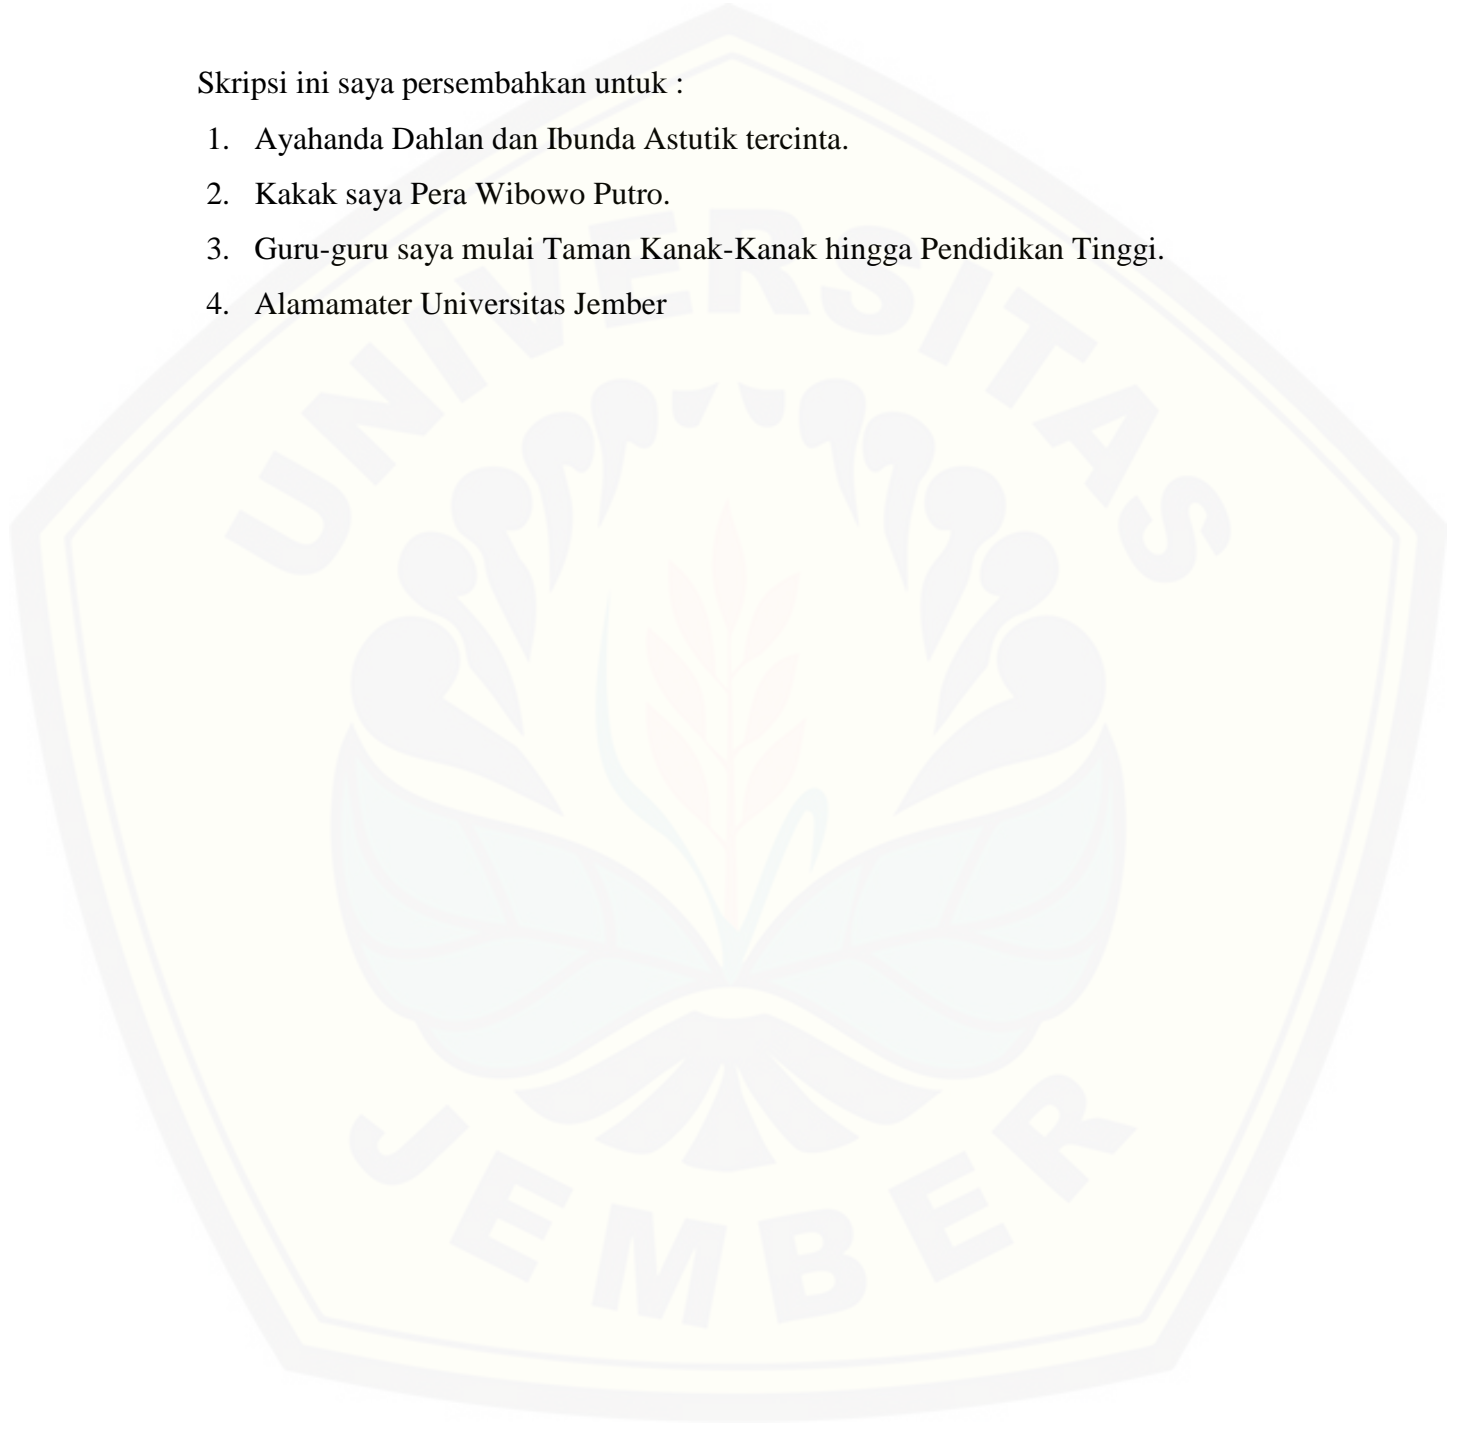 Skripsi ini saya persembahkan untuk :
1. Ayahanda Dahlan dan Ibunda Astutik tercinta.
2. Kakak saya Pera Wibowo Putro.
3. Guru-guru saya mulai Taman Kanak-Kanak hingga Pendidikan Tinggi.
4. Alamamater Universitas Jember
UNIVERSITAS
JEMBER